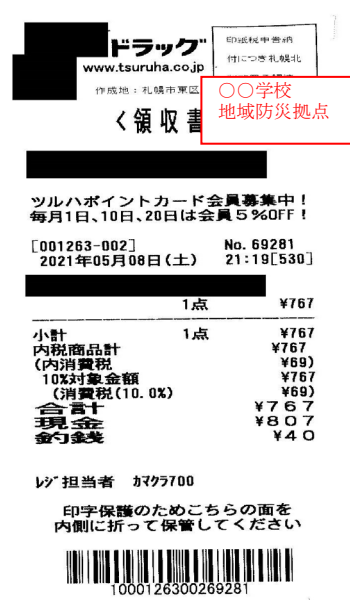 ドラッグ
印紙税申告納
www.tsuruha.co.jp
付につき札幌北
作成地：札幌市東区
〇〇学校
地域防災拠点
く領収書
ツルハポイントカード会員募集中！
毎月1日、10日、20日は会員５％OFF！
[001263-002] No. 69281
2021年05月08日(土) 21:19[530]
1点 ¥767
小計 1点 ¥767
内税商品計 ¥767
(内消費税 ¥69)
10%対象金額 ¥767
(消費税(10.0%) ¥69)
合計 ¥767
現金 ¥807
釣銭 ¥40
ﾚｼﾞ担当者 ｶﾏｸﾗ700
印字保護のためこちらの面を
内側に折って保管してください
1000126300269281